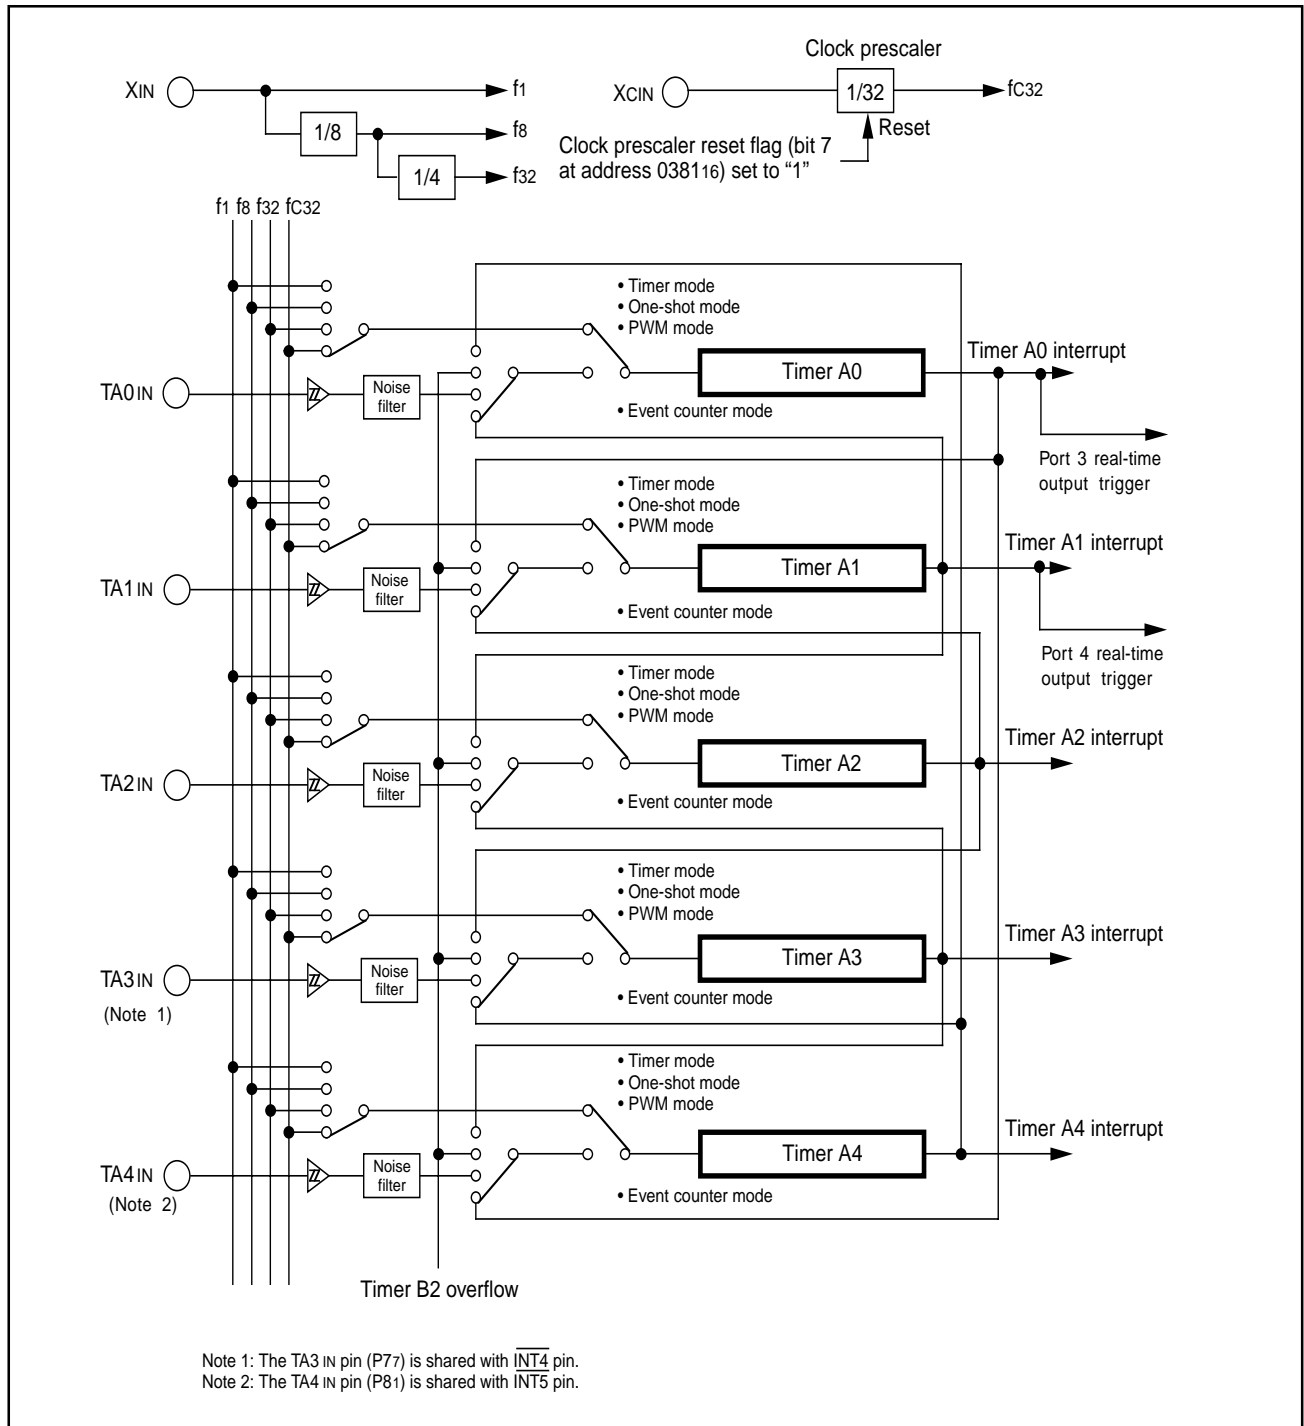 Clock prescaler
XIN
f1
XCIN
1/32
fC32
1/8
f8
Reset
Clock prescaler reset flag (bit 7
at address 038116) set to “1”
1/4
f32
f1 f8 f32 fC32
• Timer mode
• One-shot mode
• PWM mode
Timer A0 interrupt
Timer A0
TA0IN
Noise
filter
• Event counter mode
Port 3 real-time
output trigger
• Timer mode
• One-shot mode
• PWM mode
Timer A1 interrupt
Timer A1
TA1IN
Noise
filter
• Event counter mode
Port 4 real-time
output trigger
• Timer mode
• One-shot mode
• PWM mode
Timer A2 interrupt
Timer A2
TA2IN
Noise
filter
• Event counter mode
• Timer mode
• One-shot mode
• PWM mode
Timer A3 interrupt
Timer A3
TA3IN
Noise
filter
• Event counter mode
(Note 1)
• Timer mode
• One-shot mode
• PWM mode
Timer A4 interrupt
Timer A4
TA4IN
Noise
filter
• Event counter mode
(Note 2)
Timer B2 overflow
Note 1: The TA3IN pin (P77) is shared with INT4 pin.
Note 2: The TA4IN pin (P81) is shared with INT5 pin.